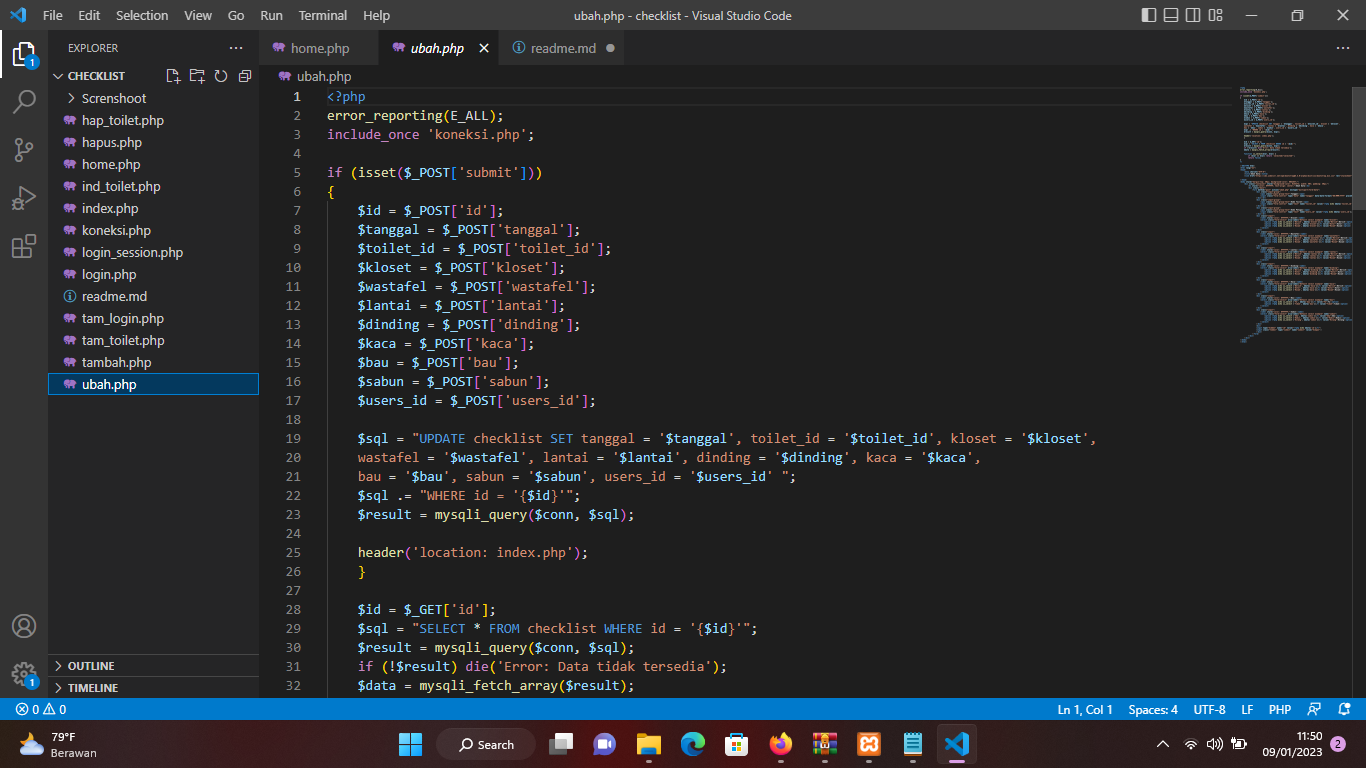 File Edit Selection View Go Run Terminal Help
ubah.php - checklist - Visual Studio Code
EXPLORER
home.php
ubah.php
readme.md
CHECKLIST
Screnshoot
hap_toilet.php
hapus.php
home.php
ind_toilet.php
index.php
koneksi.php
login_session.php
login.php
readme.md
tam_login.php
tam_toilet.php
tambah.php
ubah.php
OUTLINE
TIMELINE
1
1
ubah.php
1 <?php
2 error_reporting(E_ALL);
3 include_once 'koneksi.php';
4
5 if (isset($_POST['submit']))
6 {
7 $id = $_POST['id'];
8 $tanggal = $_POST['tanggal'];
9 $toilet_id = $_POST['toilet_id'];
10 $kloset = $_POST['kloset'];
11 $wastafel = $_POST['wastafel'];
12 $lantai = $_POST['lantai'];
13 $dinding = $_POST['dinding'];
14 $kaca = $_POST['kaca'];
15 $bau = $_POST['bau'];
16 $sabun = $_POST['sabun'];
17 $users_id = $_POST['users_id'];
18
19 $sql = "UPDATE checklist SET tanggal = '$tanggal', toilet_id = '$toilet_id', kloset = '$kloset',
20 wastafel = '$wastafel', lantai = '$lantai', dinding = '$dinding', kaca = '$kaca',
21 bau = '$bau', sabun = '$sabun', users_id = '$users_id' ";
22 $sql .= "WHERE id = '{$id}'";
23 $result = mysqli_query($conn, $sql);
24
25 header('location: index.php');
26 }
27
28 $id = $_GET['id'];
29 $sql = "SELECT * FROM checklist WHERE id = '{$id}'";
30 $result = mysqli_query($conn, $sql);
31 if (!$result) die('Error: Data tidak tersedia');
32 $data = mysqli_fetch_array($result);
0 0
Ln 1, Col 1 Spaces: 4 UTF-8 LF PHP
79°F
Berawan
Search
11:50
09/01/2023
2